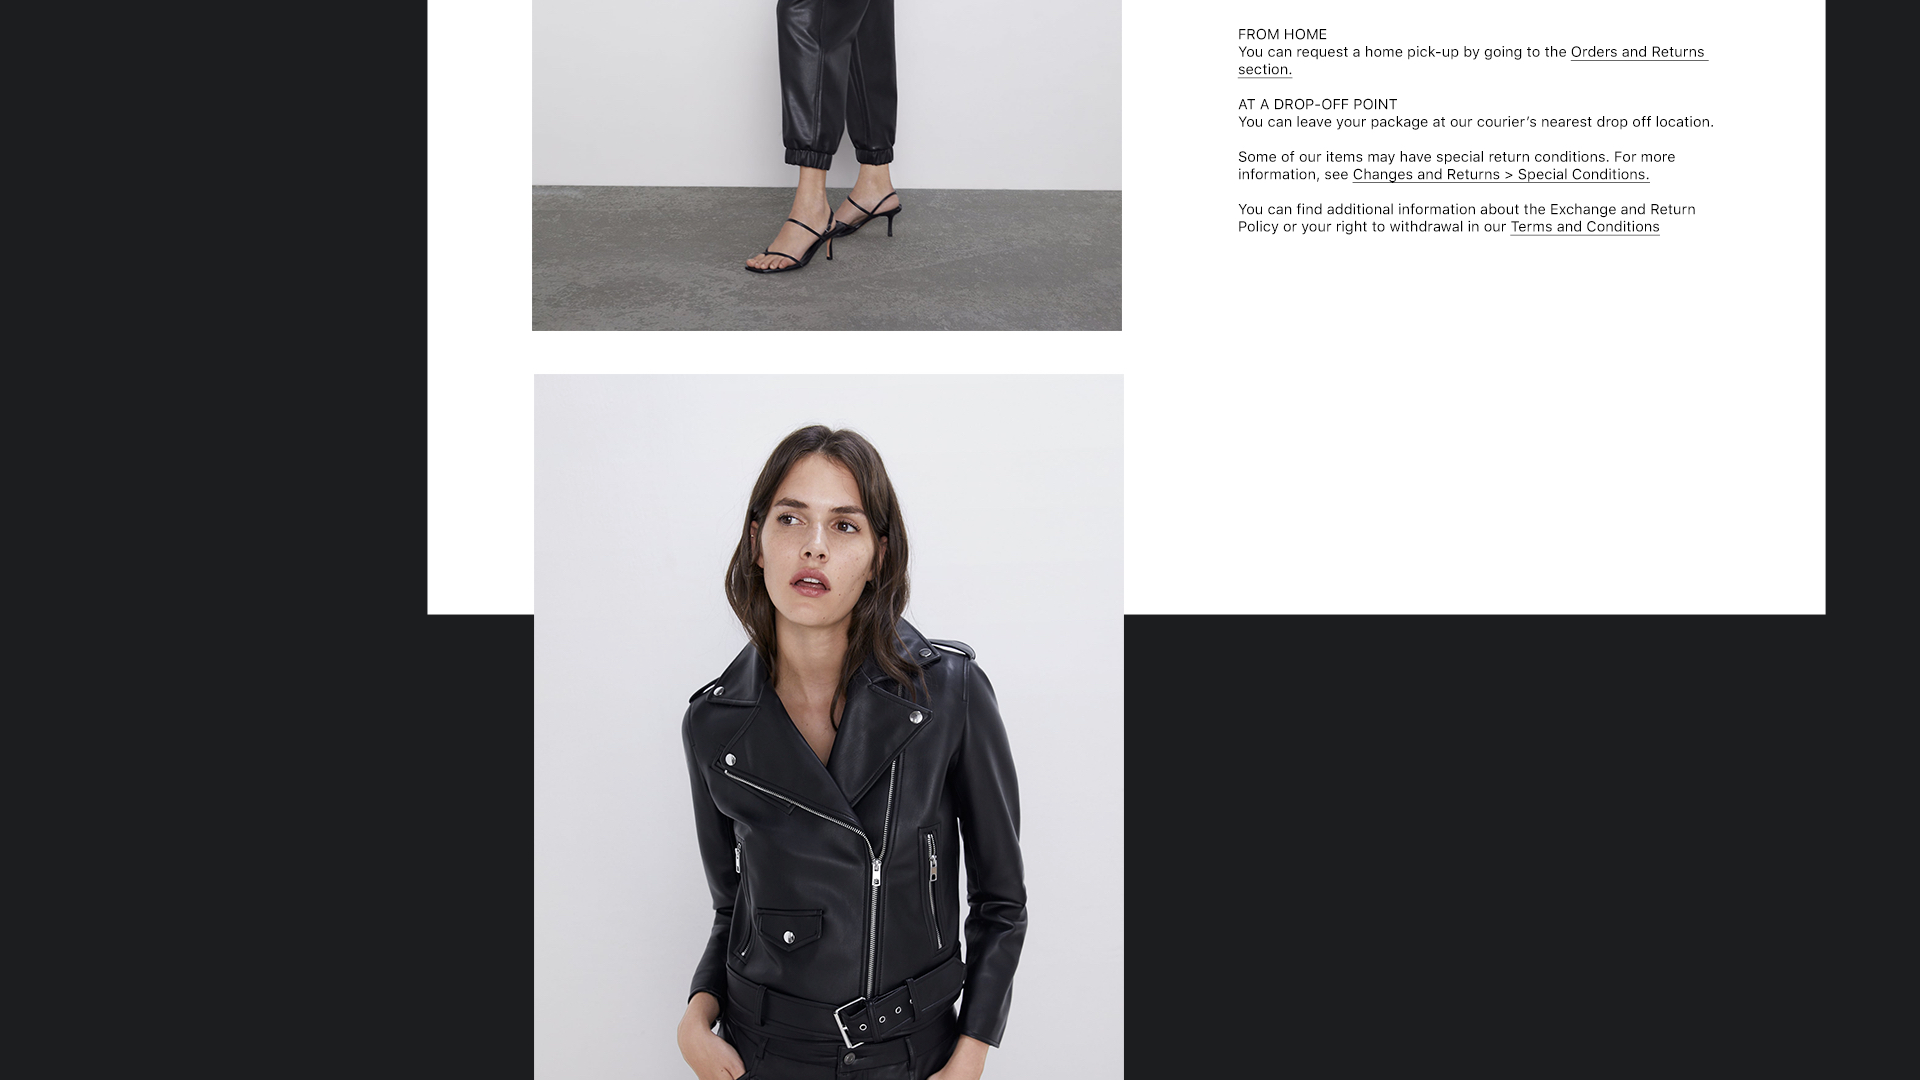 FROM HOME
You can request a home pick-up by going to the Orders and Returns
section.
AT A DROP-OFF POINT
You can leave your package at our courier’s nearest drop off location.
Some of our items may have special return conditions. For more
information, see Changes and Returns > Special Conditions.
You can find additional information about the Exchange and Return
Policy or your right to withdrawal in our Terms and Conditions